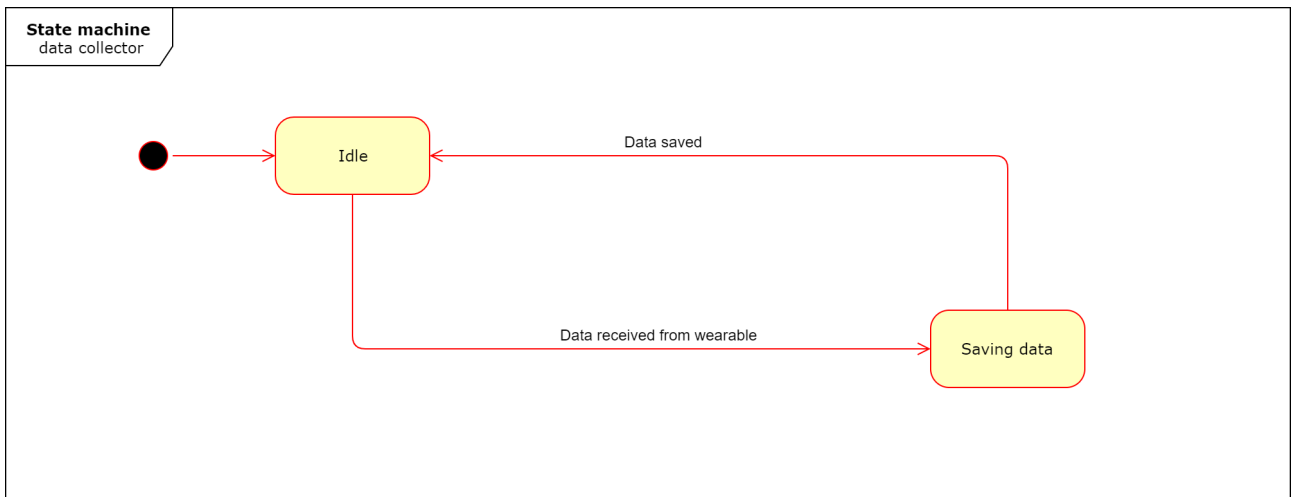 State machine
data collector
Data saved
Idle
Data received from wearable
Saving data